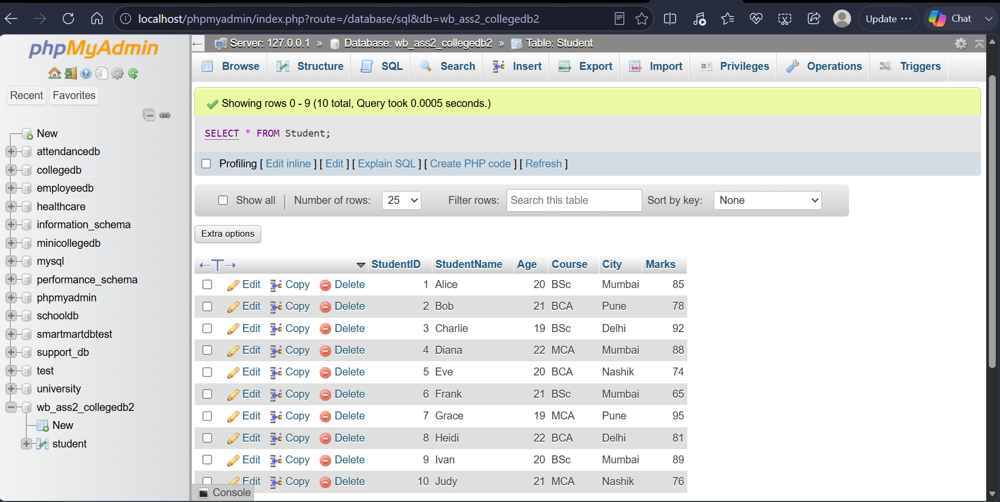 localhost/phpmyadmin/index.php?route=/database/sql&db=wb_ass2_collegedb2
Update
Chat
phpMyAdmin
Recent
Favorites
New
attendancedb
collegedb
employeedb
healthcare
information_schema
minicollegedb
mysql
performance_schema
phpmyadmin
schooldb
smartmartdbtest
support_db
test
university
wb_ass2_collegedb2
New
student
Server: 127.0.0.1 » Database: wb_ass2_collegedb2 » Table: Student
Browse Structure SQL Search Insert Export Import Privileges Operations Triggers
Showing rows 0 - 9 (10 total, Query took 0.0005 seconds.)
SELECT * FROM Student;
Profiling [ Edit inline ] [ Edit ] [ Explain SQL ] [ Create PHP code ] [ Refresh ]
Show all | Number of rows: 25 Filter rows: Search this table Sort by key: None
Extra options
StudentID StudentName Age Course City Marks
Edit Copy Delete 1 Alice 20 BSc Mumbai 85
Edit Copy Delete 2 Bob 21 BCA Pune 78
Edit Copy Delete 3 Charlie 19 BSc Delhi 92
Edit Copy Delete 4 Diana 22 MCA Mumbai 88
Edit Copy Delete 5 Eve 20 BCA Nashik 74
Edit Copy Delete 6 Frank 21 BSc Mumbai 65
Edit Copy Delete 7 Grace 19 MCA Pune 95
Edit Copy Delete 8 Heidi 22 BCA Delhi 81
Edit Copy Delete 9 Ivan 20 BSc Mumbai 89
Edit Copy Delete 10 Judy 21 MCA Nashik 76
Console